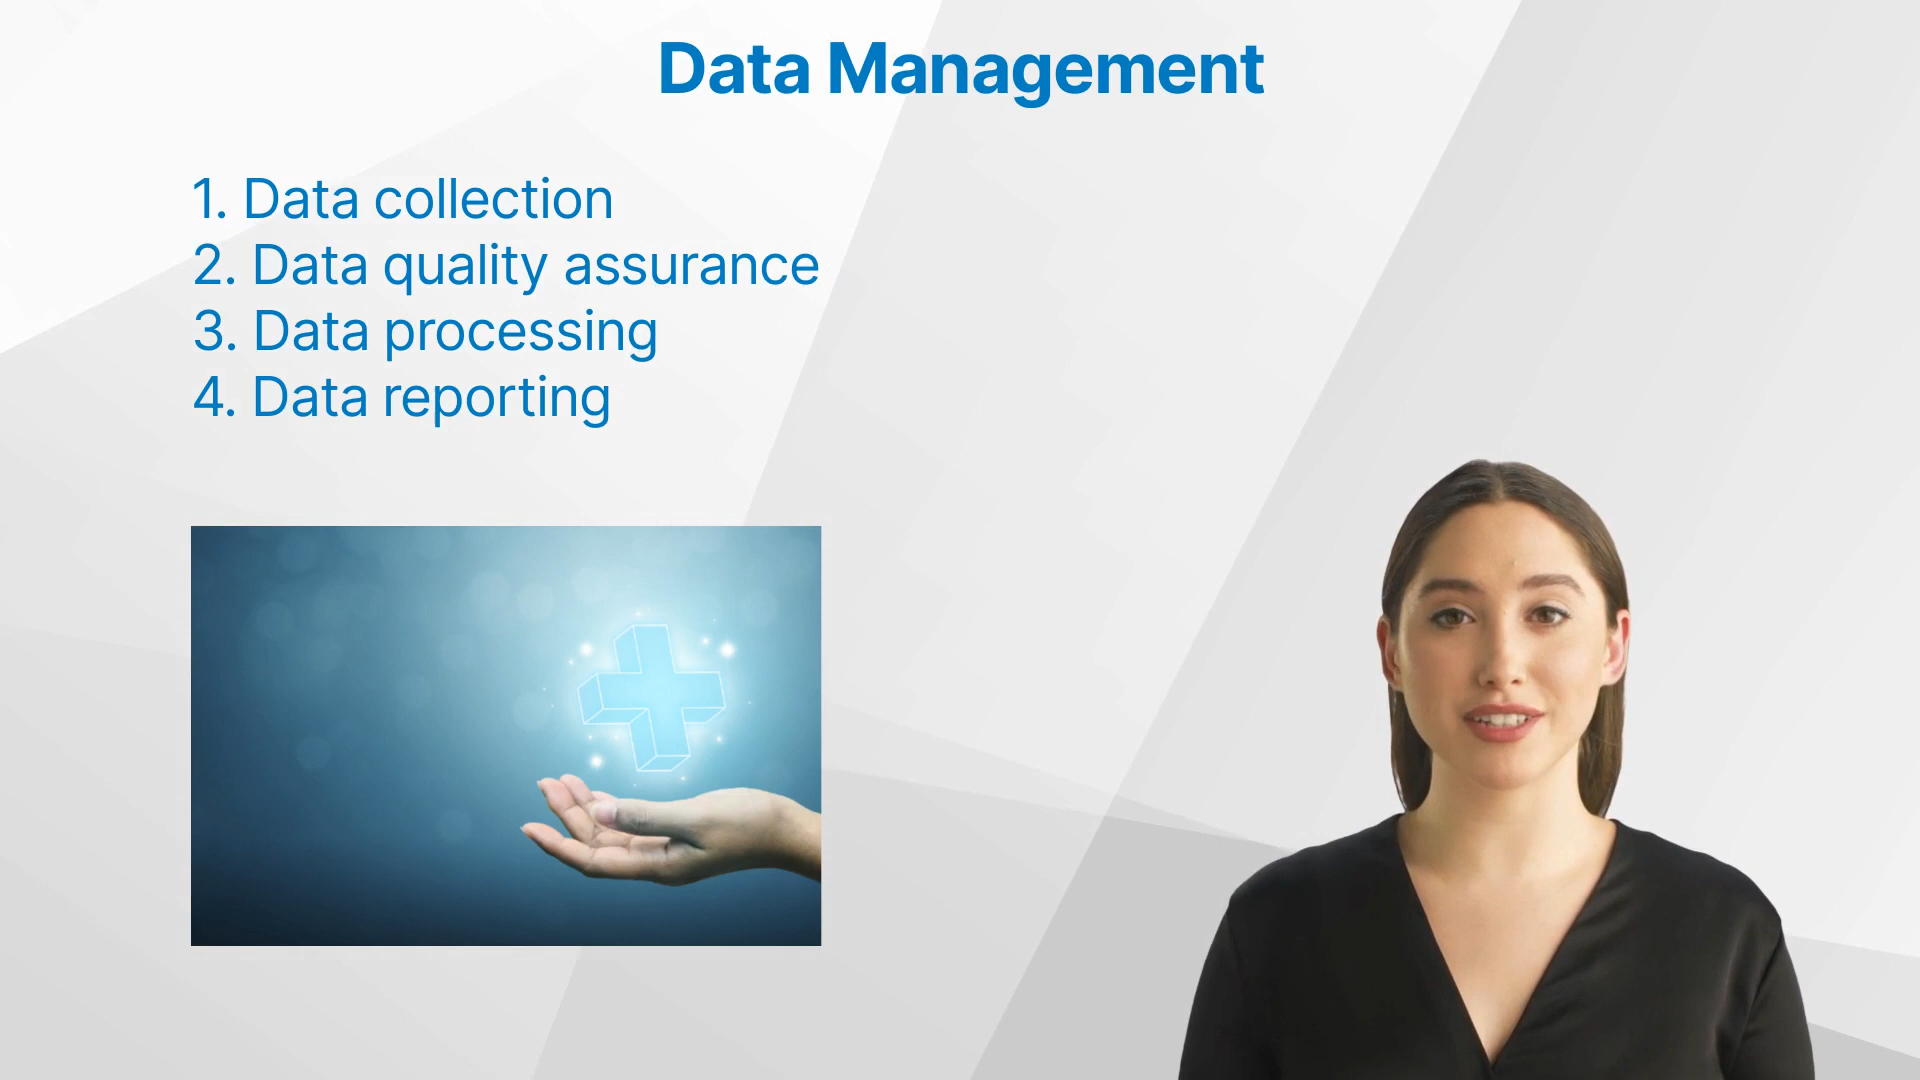 Data Management
1. Data collection
2. Data quality assurance
3. Data processing
4. Data reporting